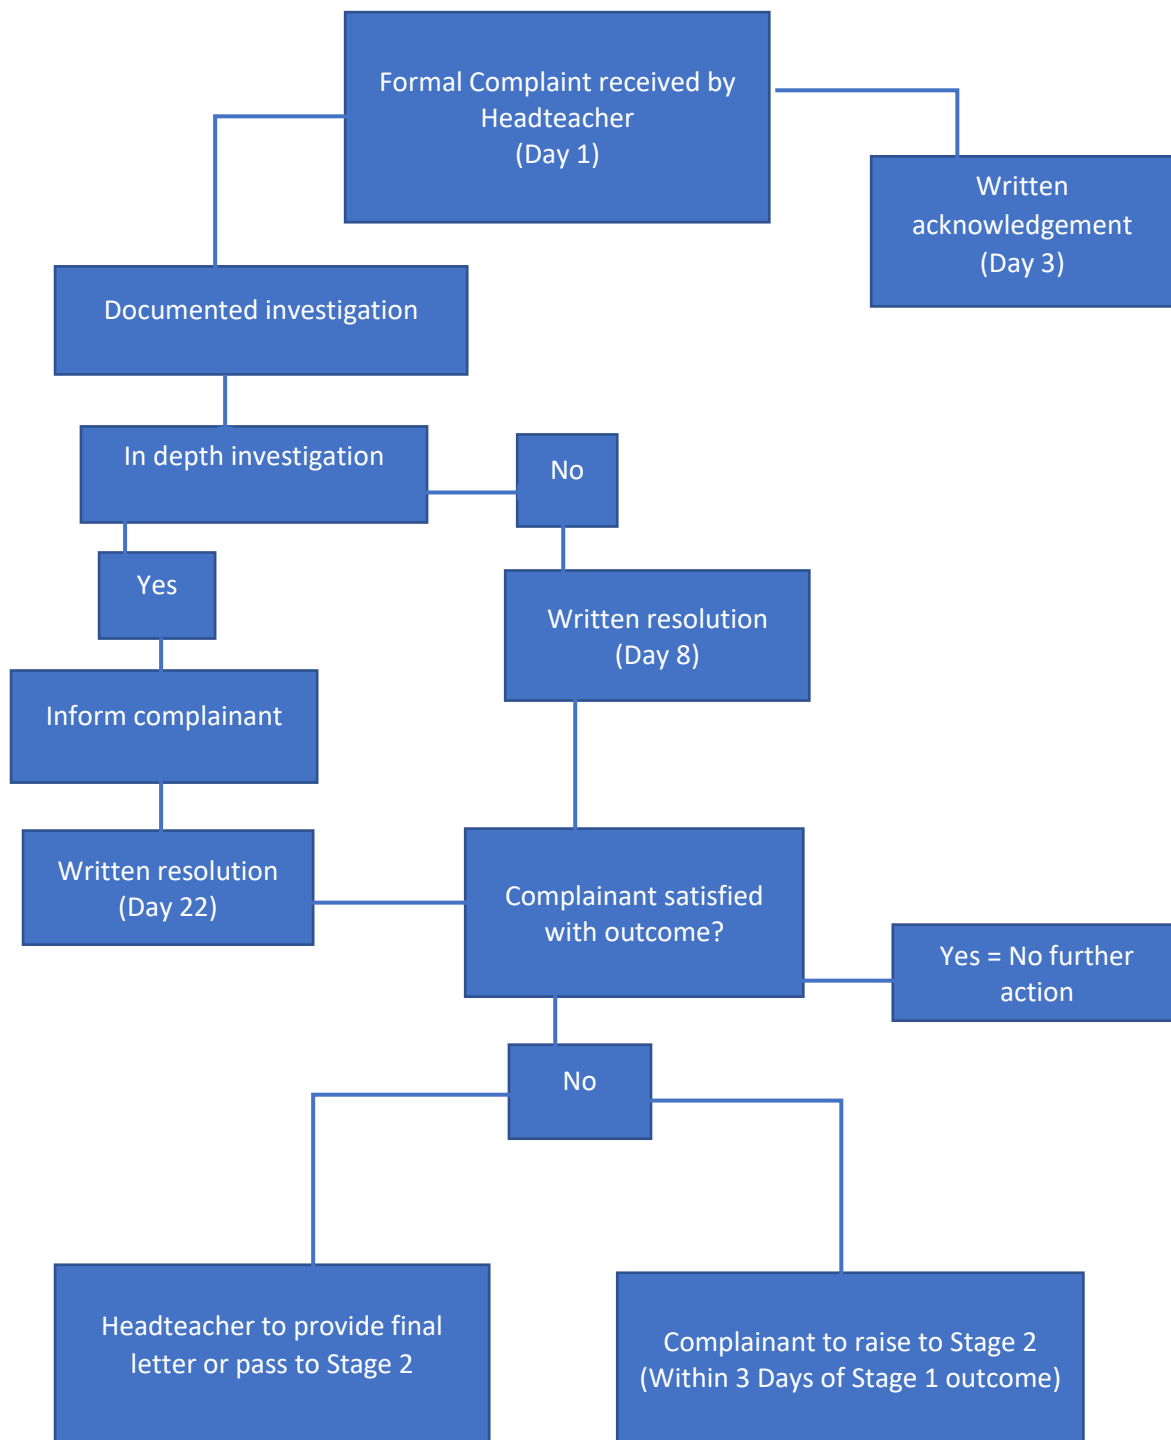 Formal Complaint received by
Headteacher
(Day 1)
Written
acknowledgement
(Day 3)
Documented investigation
In depth investigation
No
Yes
Written resolution
(Day 8)
Inform complainant
Written resolution
(Day 22)
Complainant satisfied
with outcome?
Yes = No further
action
No
Headteacher to provide final
letter or pass to Stage 2
Complainant to raise to Stage 2
(Within 3 Days of Stage 1 outcome)